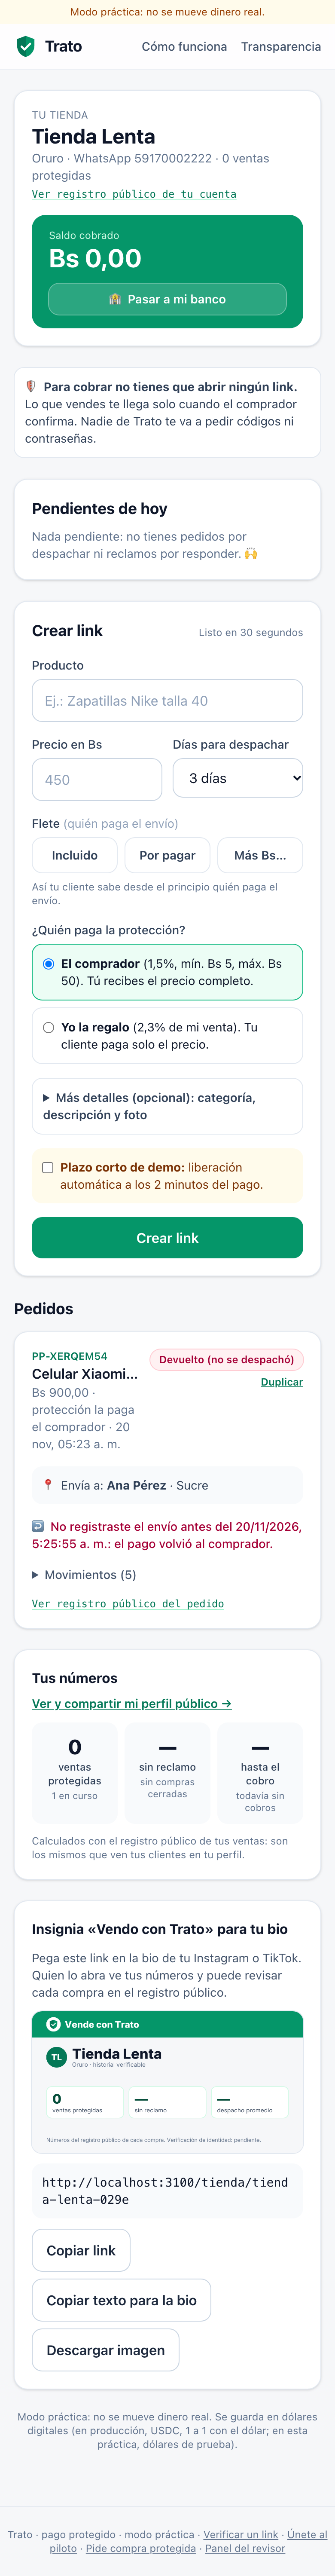 Modo práctica: no se mueve dinero real.
Trato
Cómo funciona
Transparencia
TU TIENDA
Tienda Lenta
Oruro · WhatsApp 59170002222 · 0 ventas
protegidas
Ver registro público de tu cuenta
Saldo cobrado
Bs 0,00
Pasar a mi banco
Para cobrar no tienes que abrir ningún link.
Lo que vendes te llega solo cuando el comprador
confirma. Nadie de Trato te va a pedir códigos ni
contraseñas.
Pendientes de hoy
Nada pendiente: no tienes pedidos por
despachar ni reclamos por responder. 🙌
Crear link
Listo en 30 segundos
Producto
Ej.: Zapatillas Nike talla 40
Precio en Bs
Días para despachar
450
3 días
Flete (quién paga el envío)
Incluido
Por pagar
Más Bs...
Así tu cliente sabe desde el principio quién paga el
envío.
¿Quién paga la protección?
El comprador (1,5%, mín. Bs 5, máx. Bs
50). Tú recibes el precio completo.
Yo la regalo (2,3% de mi venta). Tu
cliente paga solo el precio.
▶ Más detalles (opcional): categoría,
descripción y foto
Plazo corto de demo: liberación
automática a los 2 minutos del pago.
Crear link
Pedidos
PP-XERQEM54
Devuelto (no se despachó)
Celular Xiaomi...
Duplicar
Bs 900,00 ·
protección la paga
el comprador · 20
nov, 05:23 a. m.
📍 Envía a: Ana Pérez · Sucre
↩️ No registraste el envío antes del 20/11/2026,
5:25:55 a. m.: el pago volvió al comprador.
▶ Movimientos (5)
Ver registro público del pedido
Tus números
Ver y compartir mi perfil público →
0
ventas
protegidas
1 en curso
—
sin reclamo
sin compras
cerradas
—
hasta el
cobro
todavía sin
cobros
Calculados con el registro público de tus ventas: son
los mismos que ven tus clientes en tu perfil.
Insignia «Vendo con Trato» para tu bio
Pega este link en la bio de tu Instagram o TikTok.
Quien lo abra ve tus números y puede revisar
cada compra en el registro público.
Vende con Trato
TL
Tienda Lenta
Oruro · historial verificable
0
ventas protegidas
—
sin reclamo
—
despacho promedio
Números del registro público de cada compra. Verificación de identidad: pendiente.
http://localhost:3100/tienda/tiend
a-lenta-029e
Copiar link
Copiar texto para la bio
Descargar imagen
Modo práctica: no se mueve dinero real. Se guarda en dólares
digitales (en producción, USDC, 1 a 1 con el dólar; en esta
práctica, dólares de prueba).
Trato · pago protegido · modo práctica · Verificar un link · Únete al
piloto · Pide compra protegida · Panel del revisor